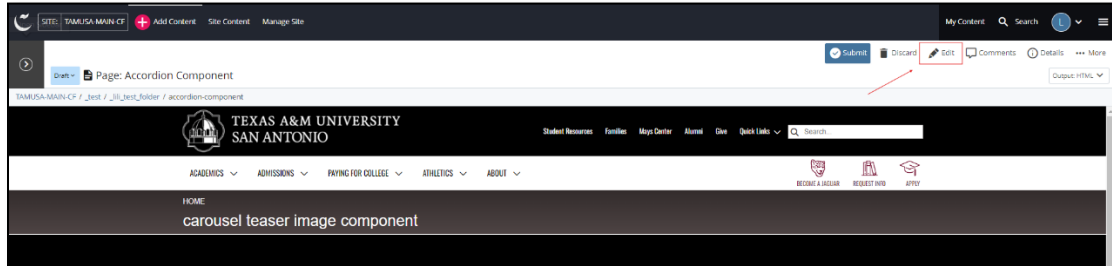 SITE: TAMUSA-MAIN-CF Add Content Site Content Manage Site My Content Search L
Submit Discard Edit Comments Details ••• More
Draft Page: Accordion Component Output: HTML
TAMUSA-MAIN-CF / _test / _lili_test_folder / accordion-component
TEXAS A&M UNIVERSITY
SAN ANTONIO
Student Resources Families Mays Center Alumni Give Quick Links Search...
ACADEMICS ADMISSIONS PAYING FOR COLLEGE ATHLETICS ABOUT
BECOME A JAGUAR REQUEST INFO APPLY
HOME
carousel teaser image component